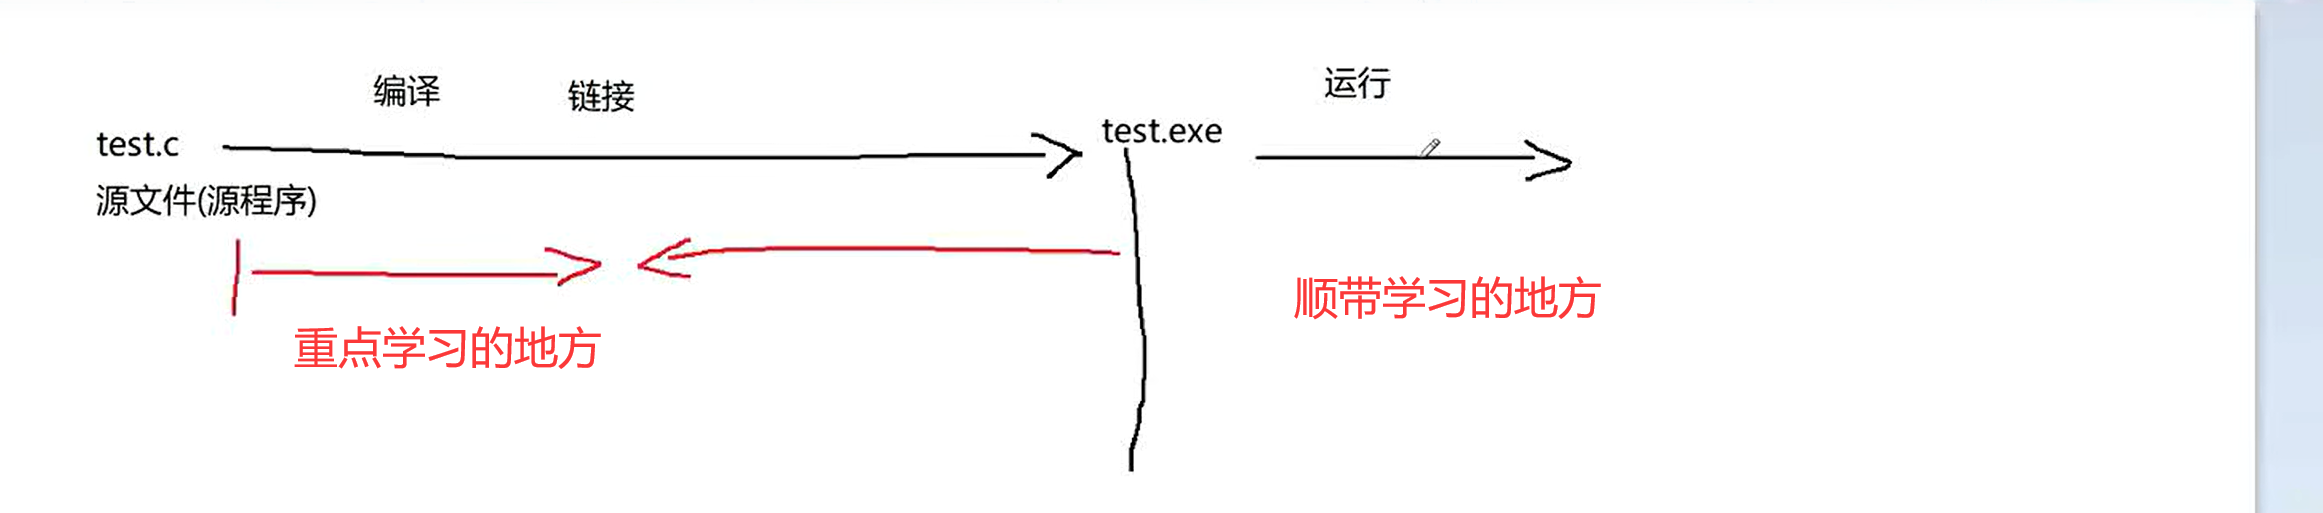 编译 链接 运行
test.c test.exe
源文件(源程序)
重点学习的地方
顺带学习的地方